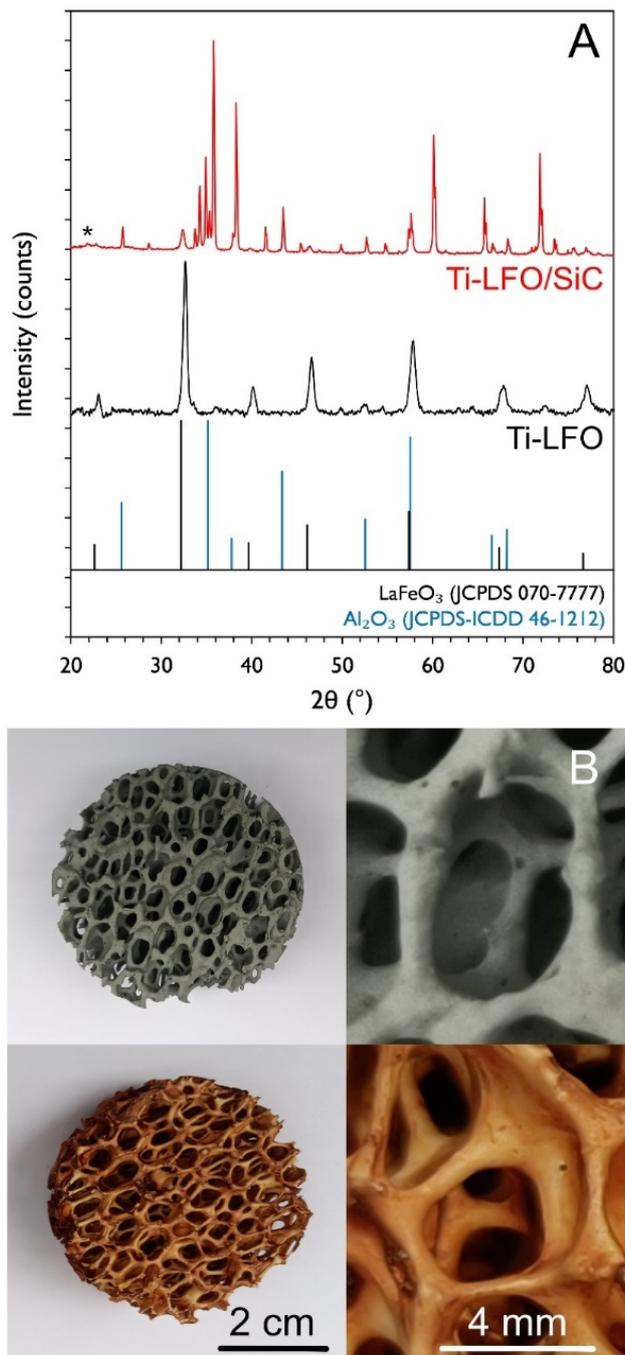 A
*
Ti-LFO/SiC
Intensity (counts)
Ti-LFO
LaFeO₃ (JCPDS 070-7777)
Al₂O₃ (JCPDS-ICDD 46-1212)
20 30 40 50 60 70 80
2θ (°)
B
2 cm
4 mm